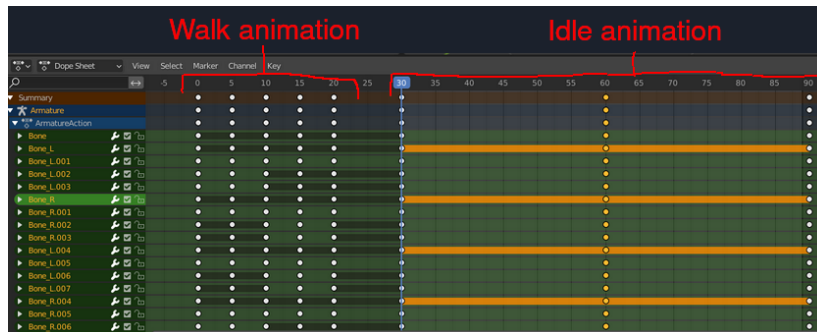 Walk animation Idle animation
Dope Sheet View Select Marker Channel Key
-5 0 5 10 15 20 25 30 35 40 45 50 55 60 65 70 75 80 85 90
Summary
Armature
ArmatureAction
Bone
Bone_L
Bone_L.001
Bone_L.002
Bone_L.003
Bone_R
Bone_R.001
Bone_R.002
Bone_R.003
Bone_L.004
Bone_L.005
Bone_L.006
Bone_L.007
Bone_R.004
Bone_R.005
Bone_R.006